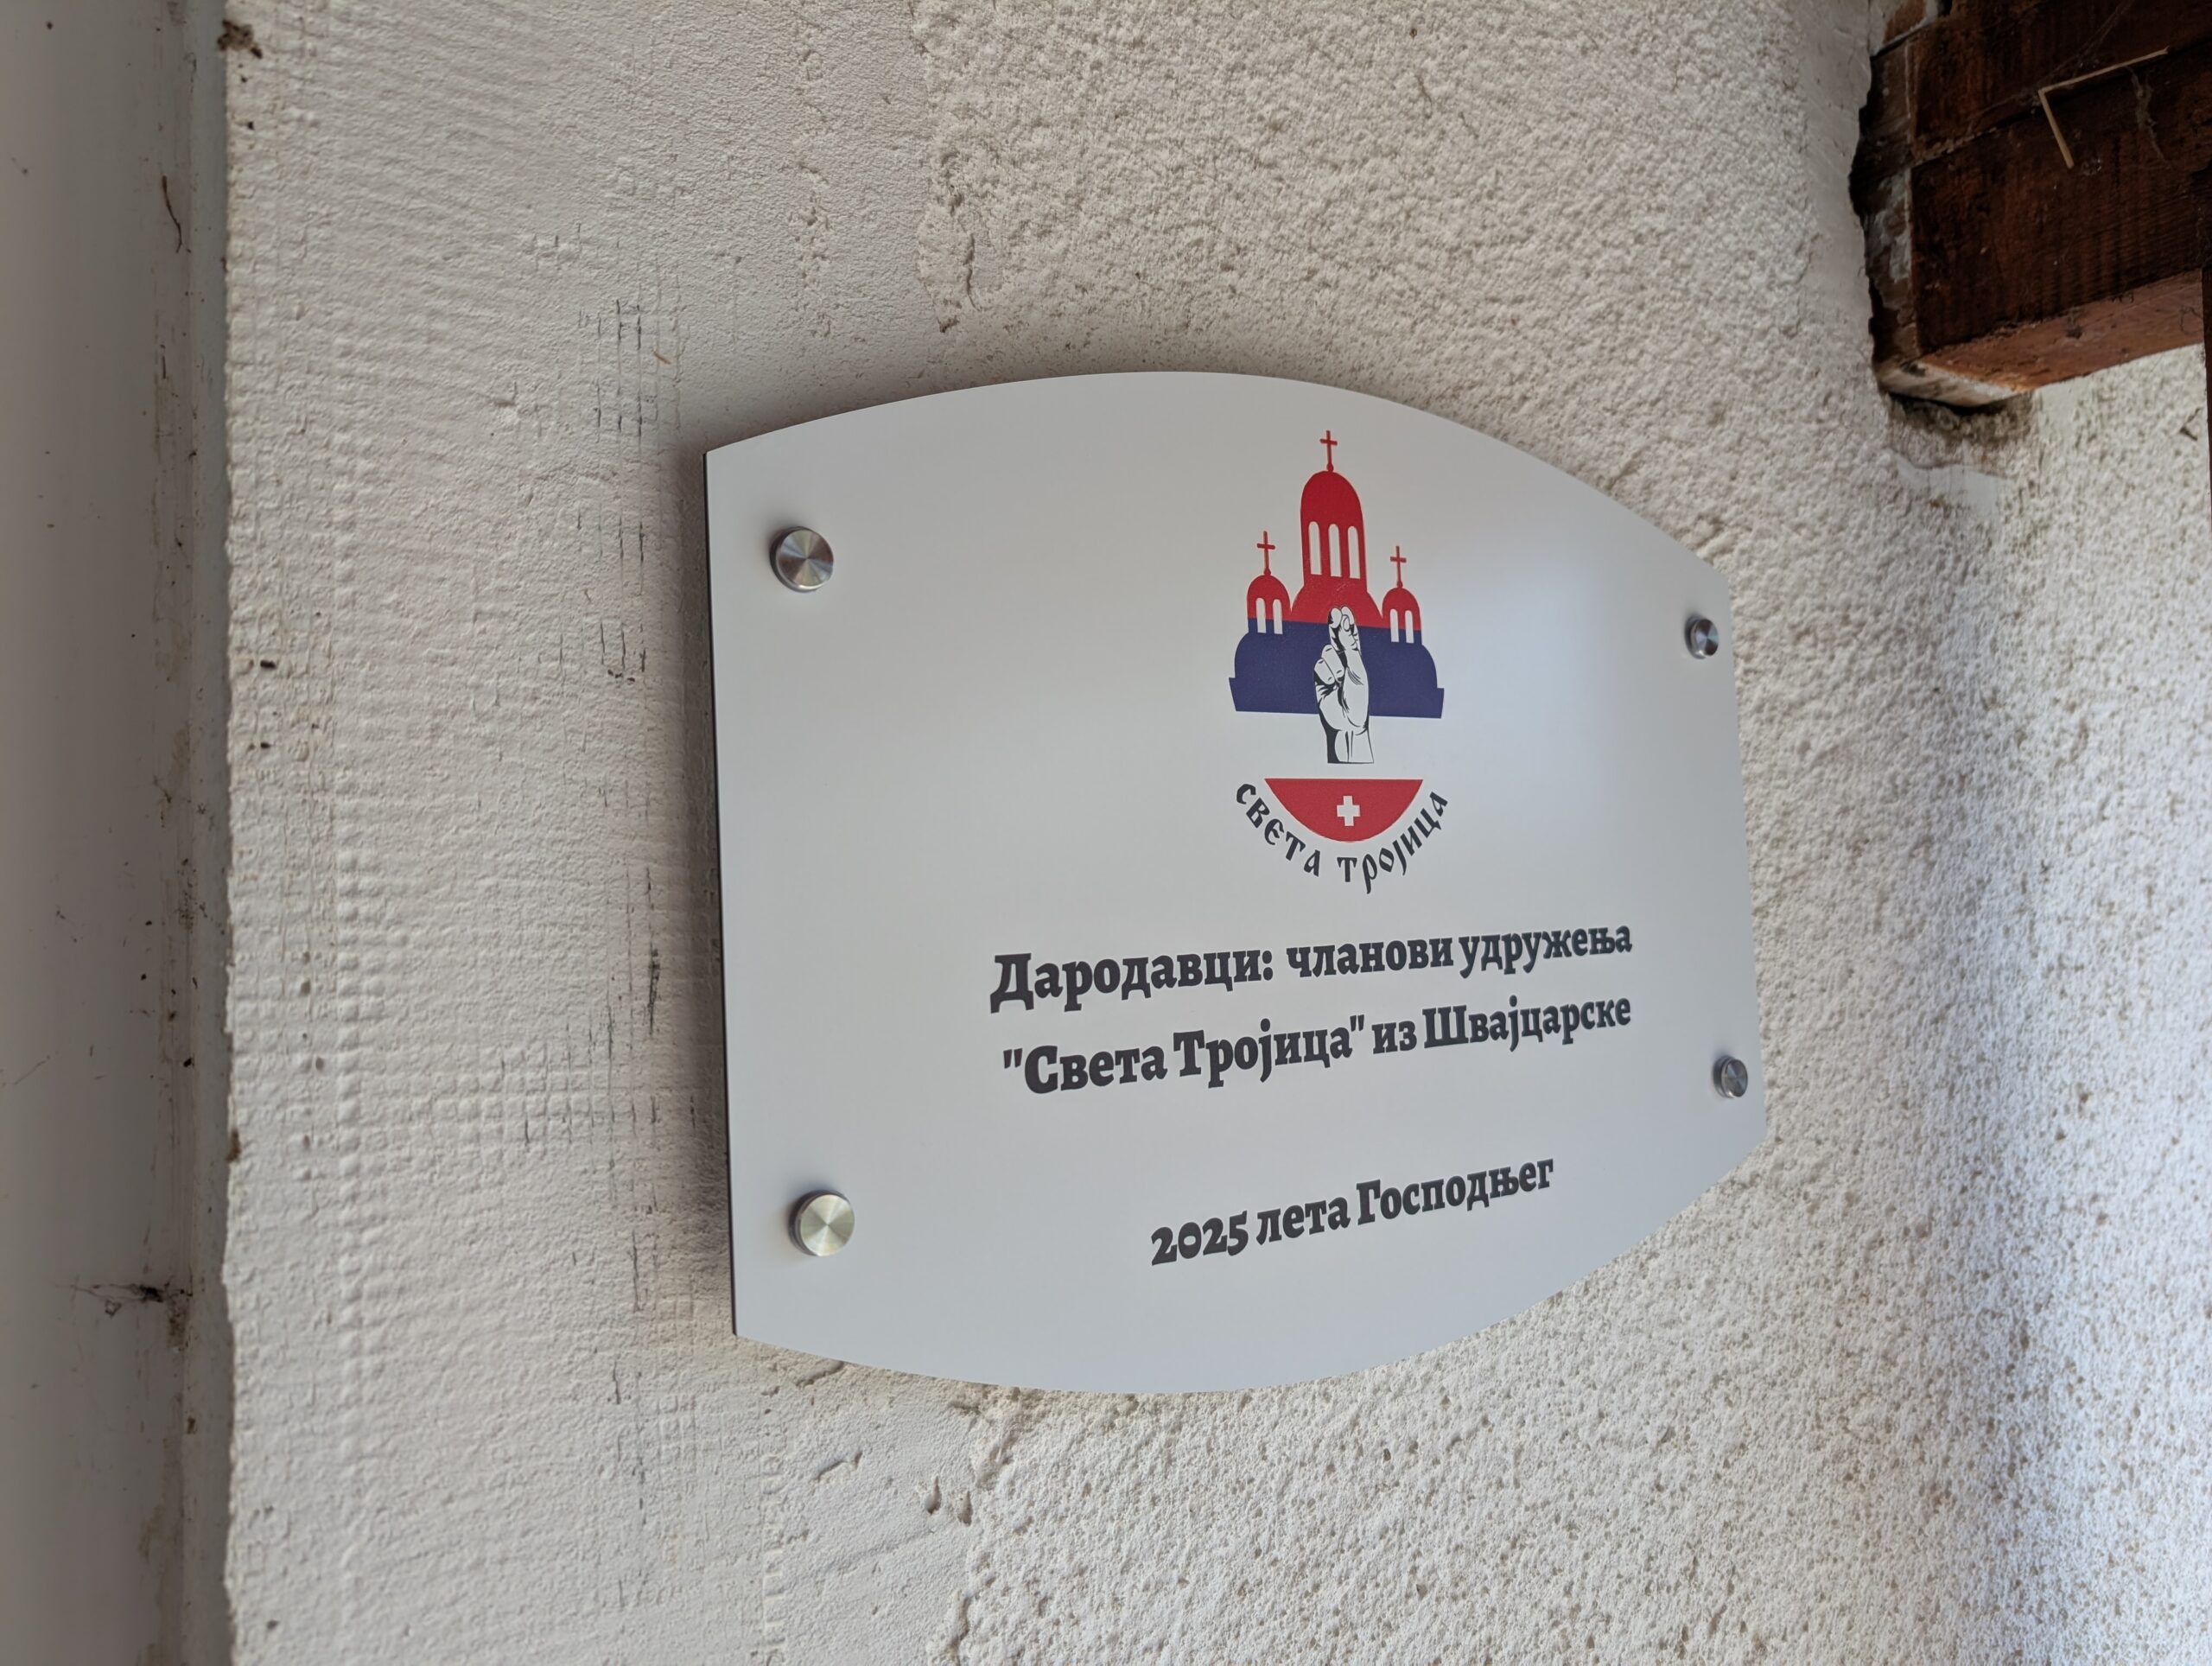 света тројица
Дародавци: чланови удружења
"Света Тројица" из Швајцарске
2025 лета Господњег